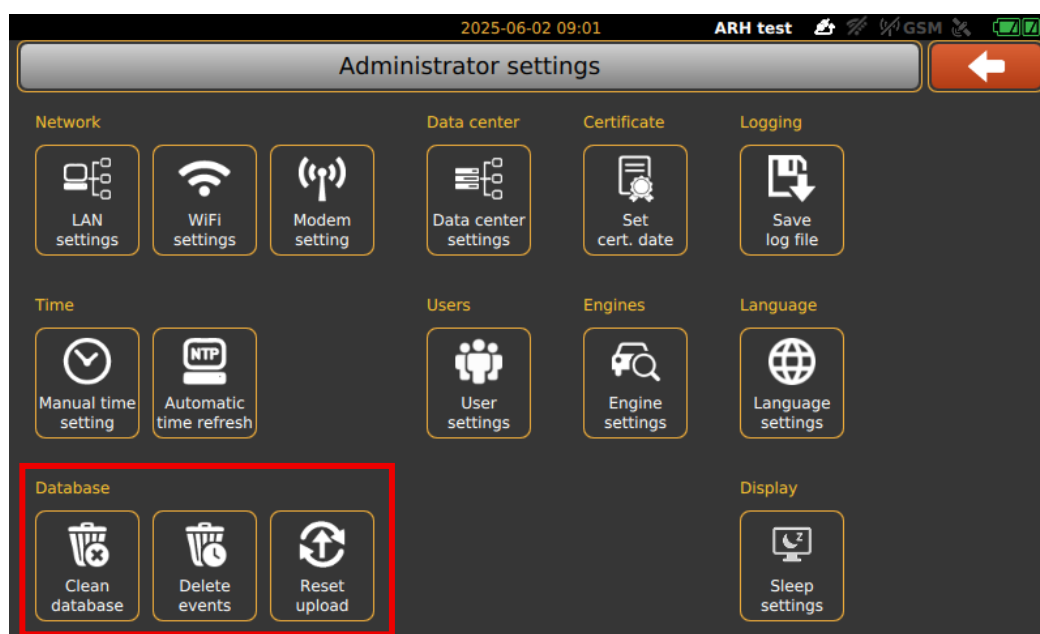 2025-06-02 09:01 ARH test GSM
Administrator settings
Network Data center Certificate Logging
LAN settings
WiFi settings
Modem setting
Data center settings
Set cert. date
Save log file
Time Users Engines Language
Manual time setting
NTP
Automatic time refresh
User settings
Engine settings
Language settings
Database Display
Clean database
Delete events
Reset upload
Z
Sleep settings